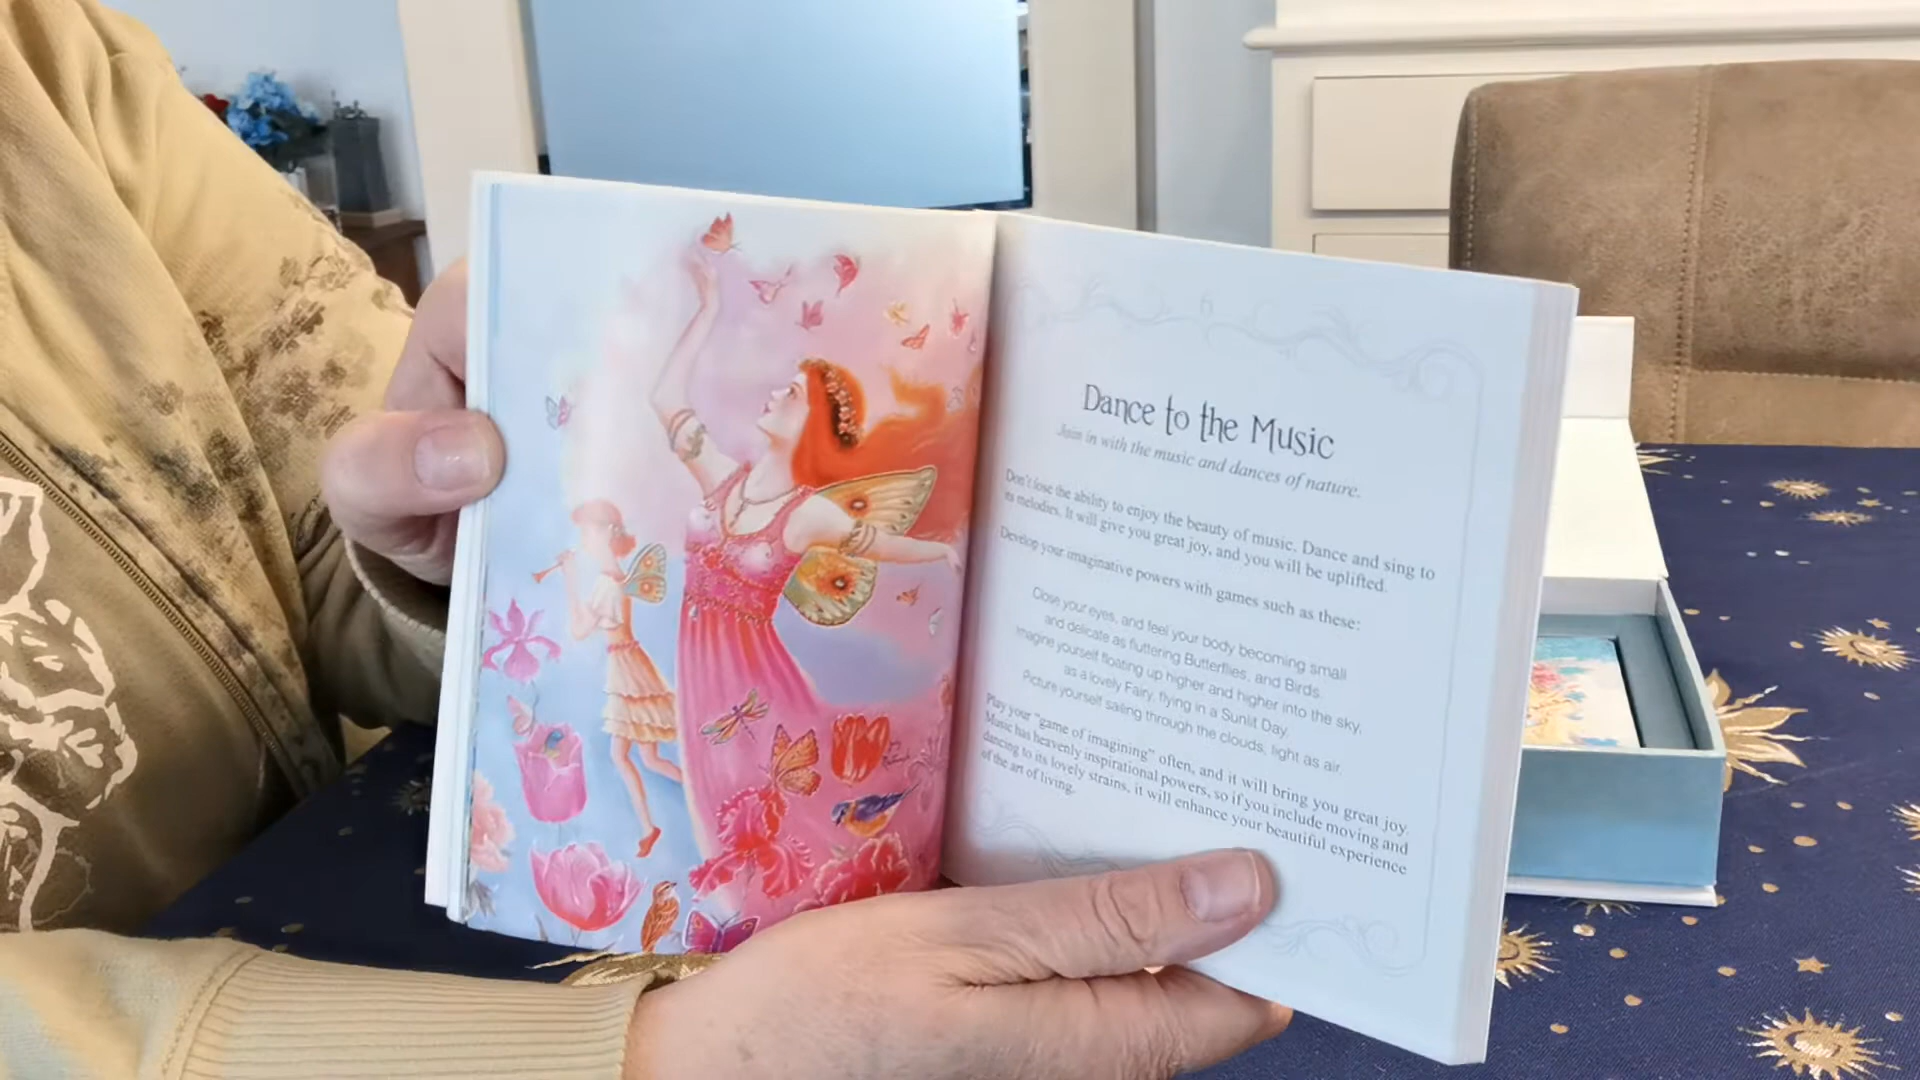 Dance to the Music
Join in with the music and dances of nature.
Don't lose the ability to enjoy the beauty of music. Dance and sing to
its melodies. It will give you great joy, and you will be uplifted.
Develop your imaginative powers with games such as these:
Close your eyes, and feel your body becoming small
and delicate as fluttering Butterflies, and Birds.
Imagine yourself floating up higher and higher into the sky,
as a lovely Fairy, flying in a Sunlit Day.
Picture yourself sailing through the clouds, light as air.
Play your "game of imagining" often, and it will bring you great joy.
Music has heavenly inspirational powers, so if you include moving and
dancing to its lovely strains, it will enhance your beautiful experience
of the art of living.